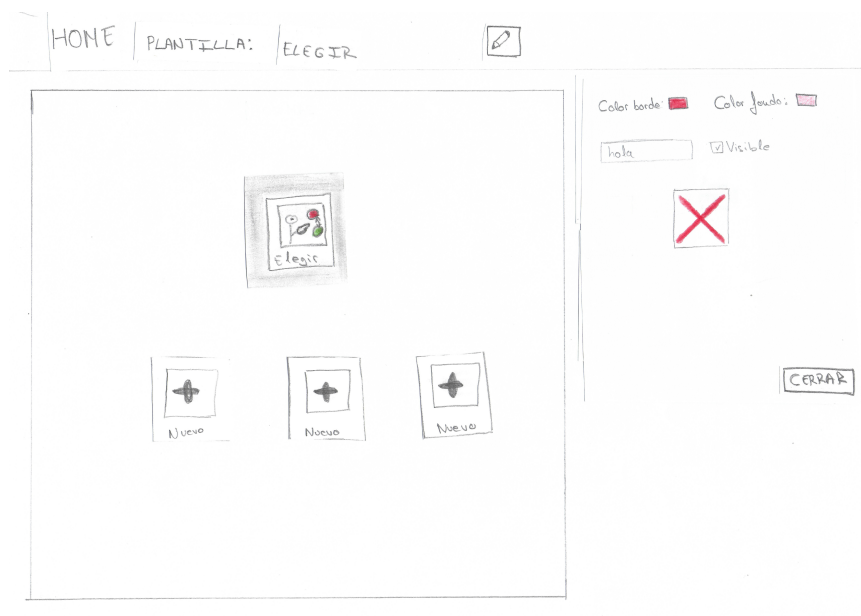 HOME PLANTILLA: ELEGIR
Color borde: Color fondo:
hola Visible
Elegir
CERRAR
Nuevo Nuevo Nuevo